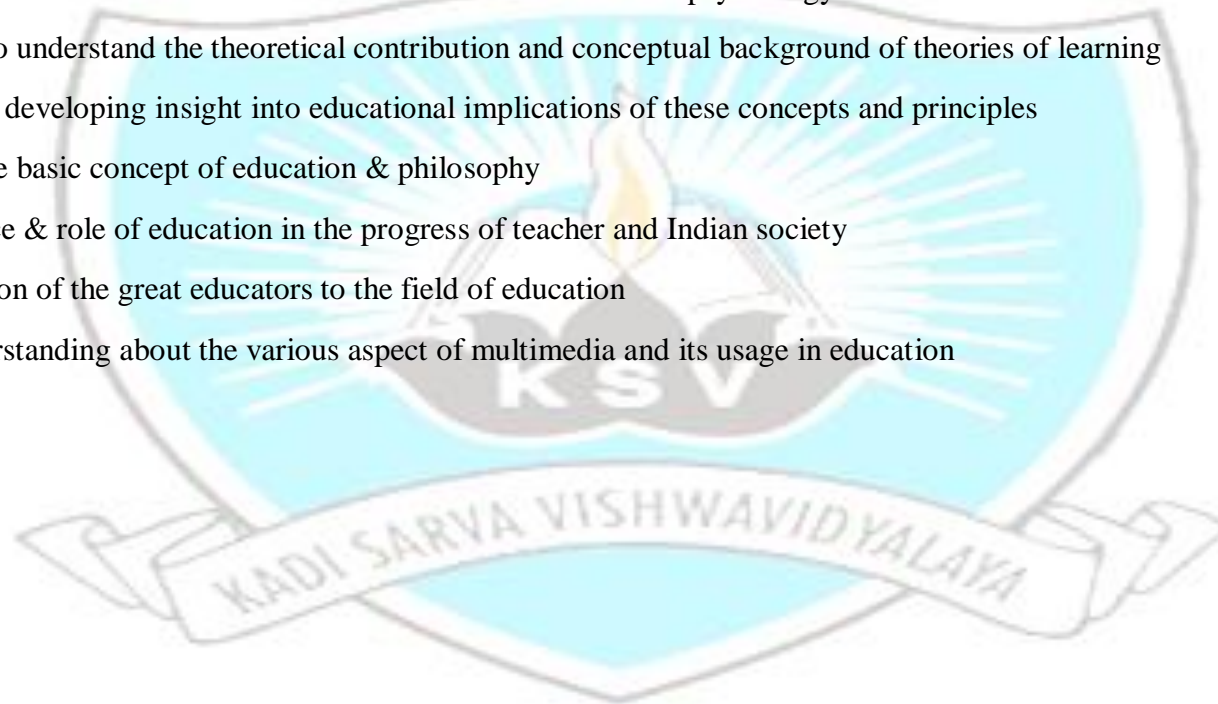 o understand the theoretical contribution and conceptual background of theories of learning
developing insight into educational implications of these concepts and principles
e basic concept of education & philosophy
e & role of education in the progress of teacher and Indian society
on of the great educators to the field of education
rstanding about the various aspect of multimedia and its usage in education
KSV
KADI SARVA VISHWAVIDYALAYA